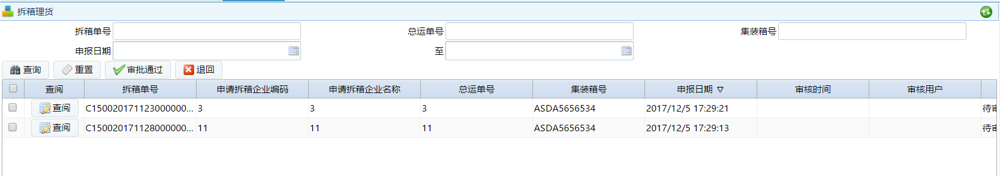 拆箱理货
拆箱单号 总运单号 集装箱号
申报日期 至
查询 重置 审批通过 退回
查阅 拆箱单号 申请拆箱企业编码 申请拆箱企业名称 总运单号 集装箱号 申报日期 审核时间 审核用户
查阅 C150020171123000000... 3 3 3 ASDA5656534 2017/12/5 17:29:21 待审
查阅 C150020171128000000... 11 11 11 ASDA5656534 2017/12/5 17:29:13 待审